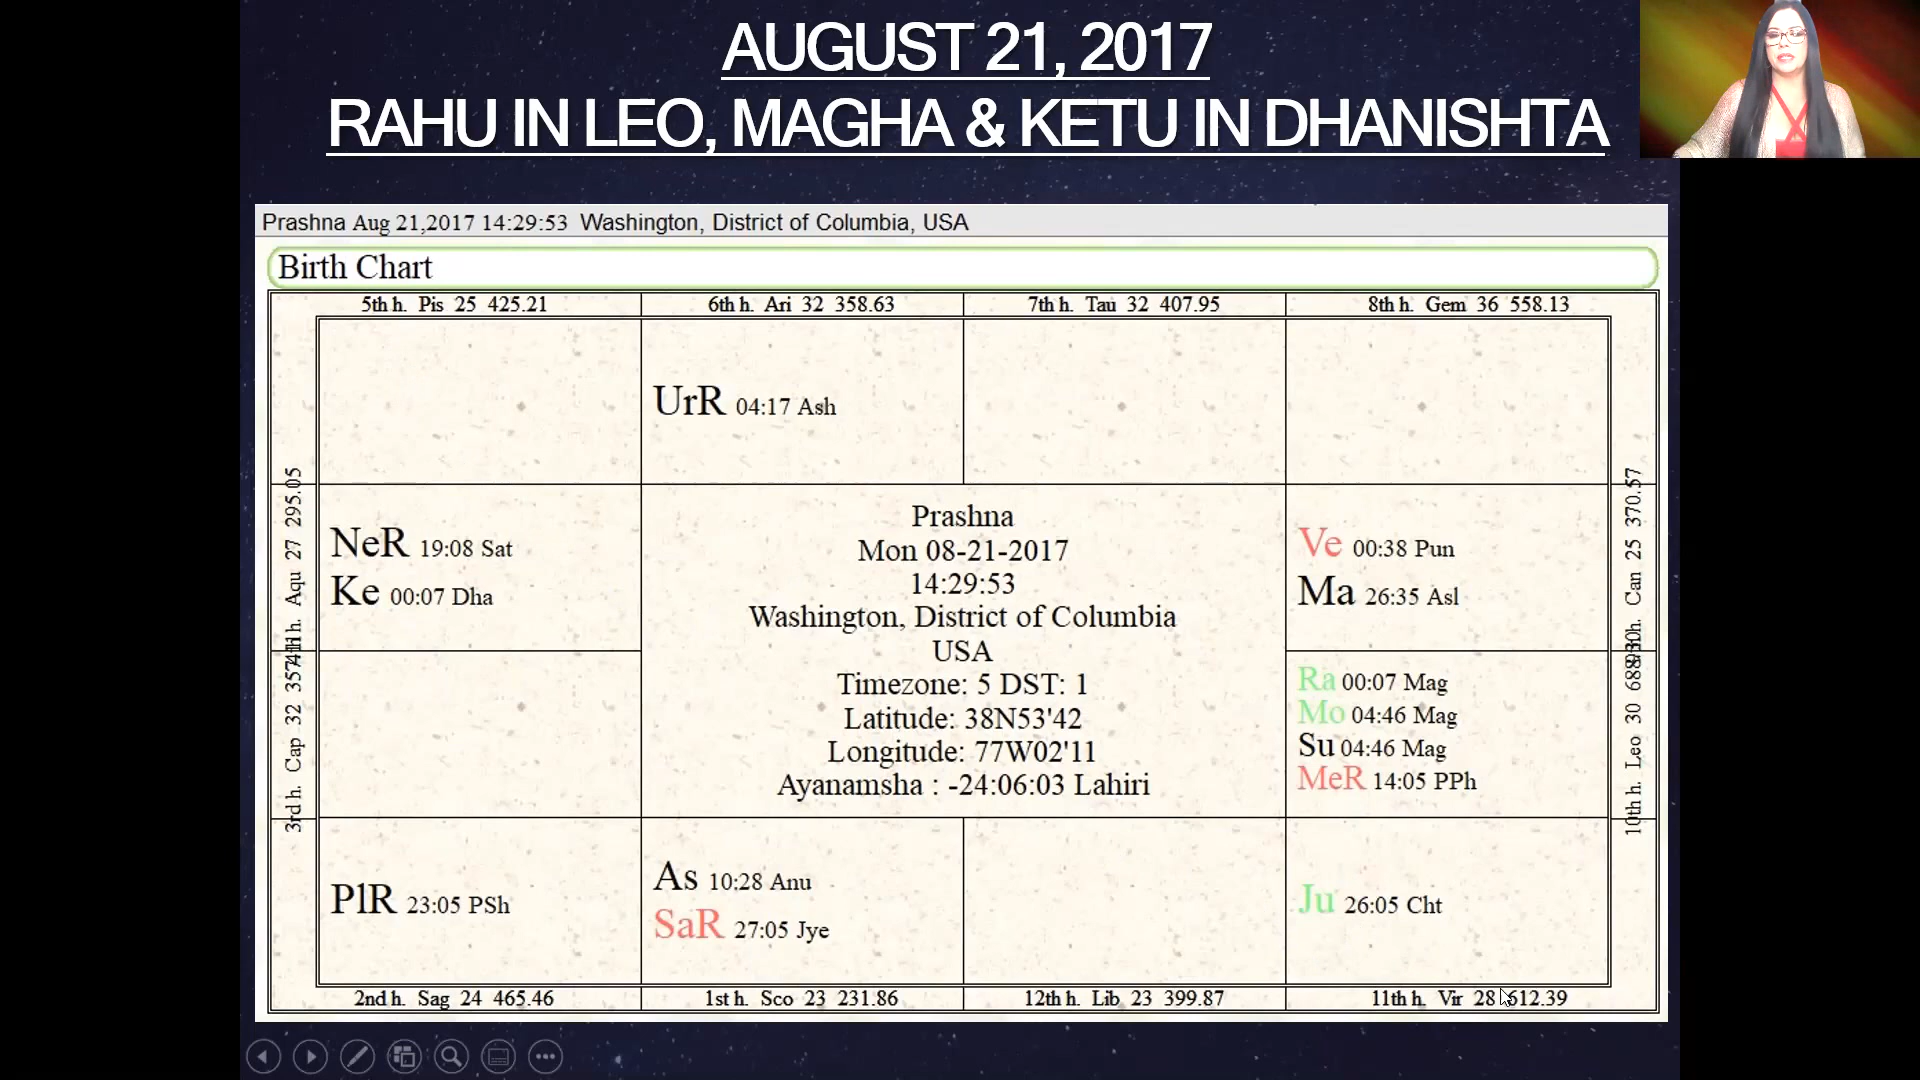 AUGUST 21, 2017
RAHU IN LEO, MAGHA & KETU IN DHANISHTA
Prashna Aug 21,2017 14:29:53 Washington, District of Columbia, USA
Birth Chart
5th h. Pis 25 425.21
6th h. Ari 32 358.63
7th h. Tau 32 407.95
8th h. Gem 36 558.13
UrR 04:17 Ash
4th h. Aqu 27 295.05
NeR 19:08 Sat
Ke 00:07 Dha
Prashna
Mon 08-21-2017
14:29:53
Washington, District of Columbia
USA
Timezone: 5 DST: 1
Latitude: 38N53'42
Longitude: 77W02'11
Ayanamsha : -24:06:03 Lahiri
Ve 00:38 Pun
Ma 26:35 Asl
Can 25 370.57
3rd h. Cap 32
Ra 00:07 Mag
Mo 04:46 Mag
Su 04:46 Mag
MeR 14:05 PPh
10th h. Leo 30
PlR 23:05 PSh
As 10:28 Anu
SaR 27:05 Jye
Ju 26:05 Cht
2nd h. Sag 24 465.46
1st h. Sco 23 231.86
12th h. Lib 23 399.87
11th h. Vir 28 612.39